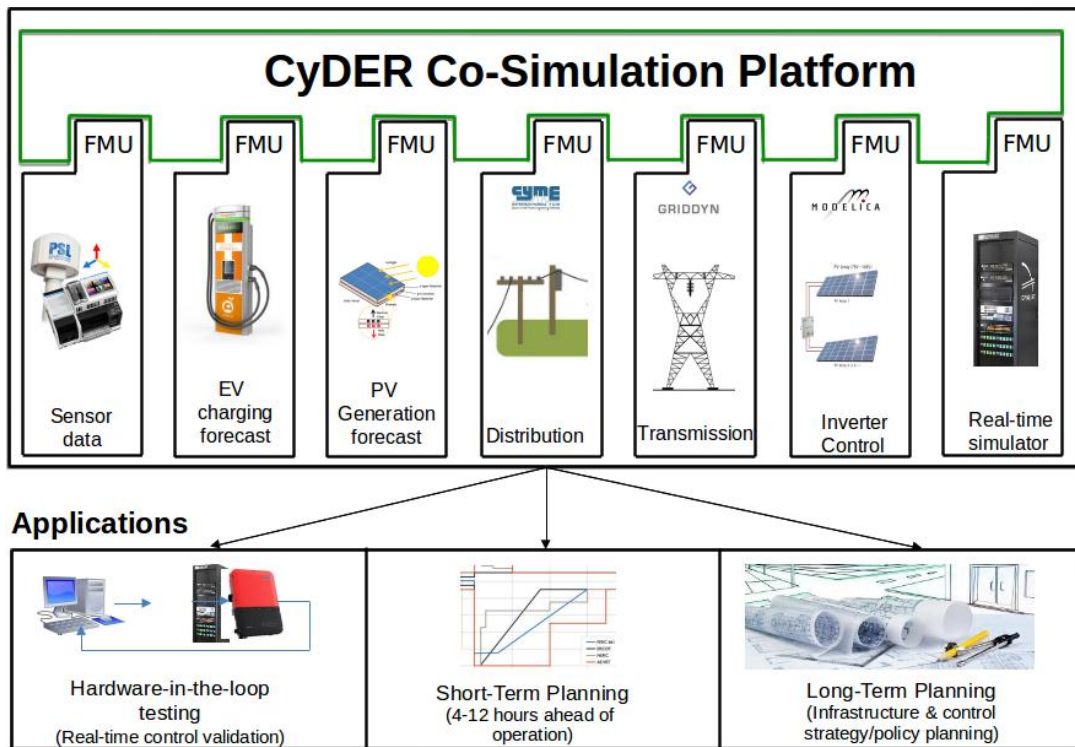 CyDER Co-Simulation Platform
FMU
FMU
FMU
FMU
FMU
FMU
FMU
CYME
GRIDDYN
MODELICA
PSL
Sensor
data
EV
charging
forecast
PV
Generation
forecast
Distribution
Transmission
Inverter
Control
Real-time
simulator
Applications
Hardware-in-the-loop
testing
(Real-time control validation)
Short-Term Planning
(4-12 hours ahead of
operation)
Long-Term Planning
(Infrastructure & control
strategy/policy planning)